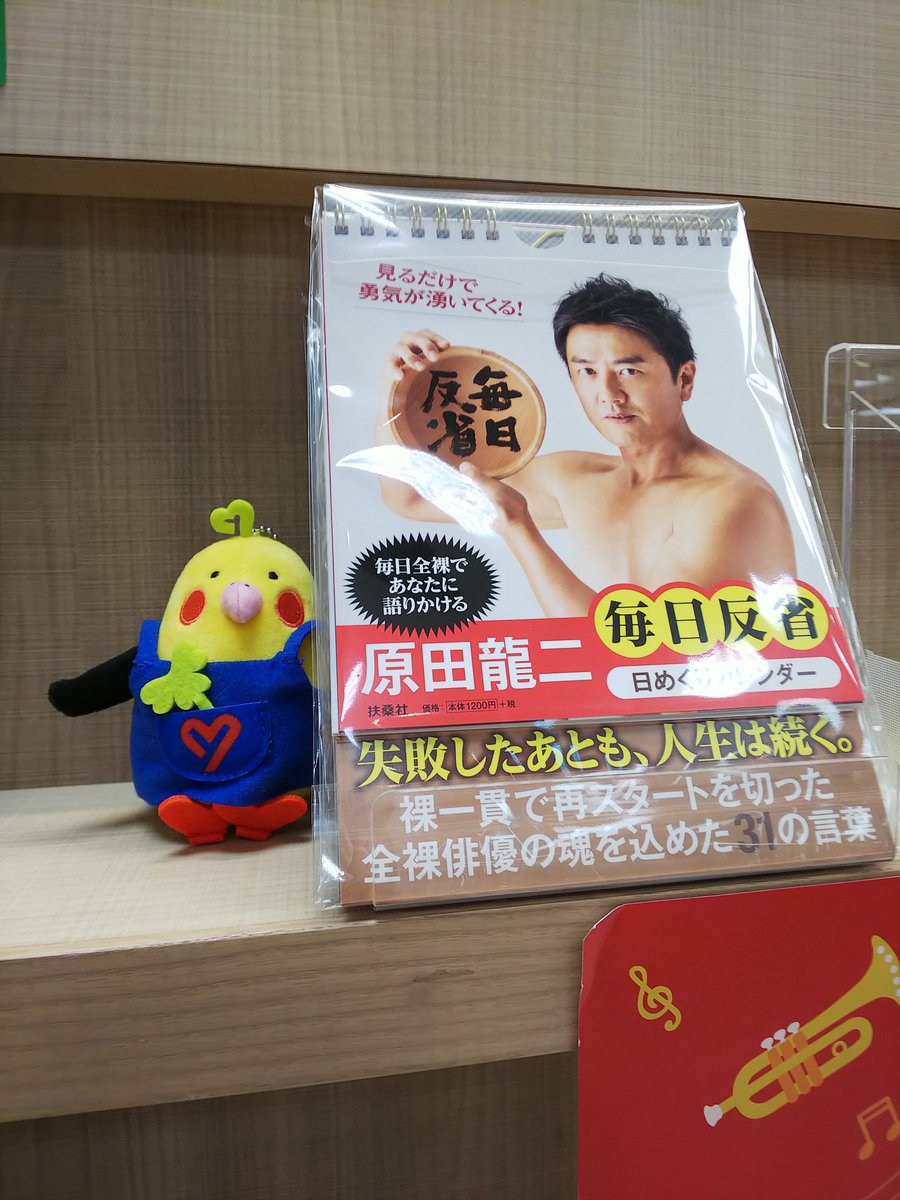 見るだけで
勇気が湧いてくる!
毎日
反省
毎日全裸で
あなたに
語りかける
毎日反省
原田龍二
日めくりカレンダー
扶桑社 価格:本体1200円+税
失敗したあとも、人生は続く。
裸一貫で再スタートを切った
全裸俳優の魂を込めた31の言葉